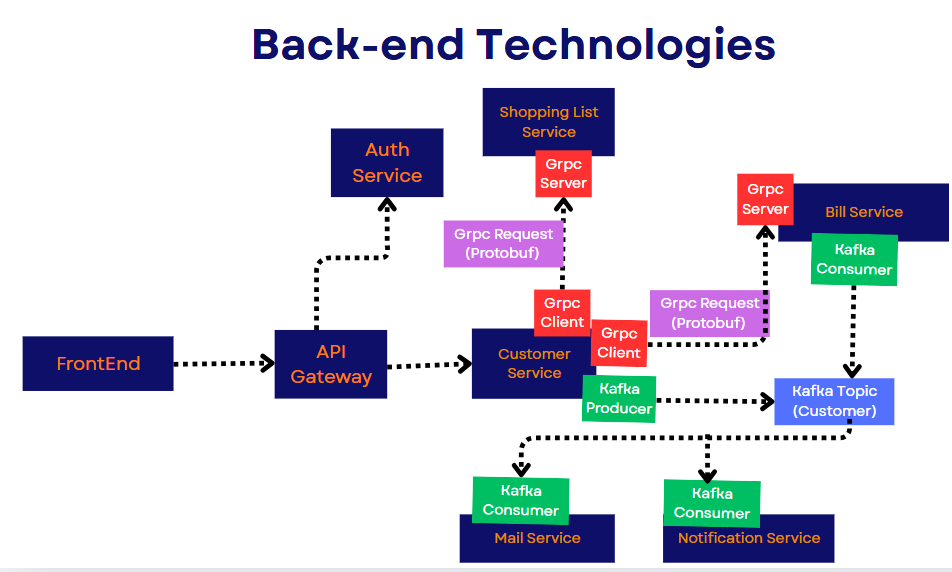 Back-end Technologies
Shopping List
Service
Grpc
Server
Auth
Service
Grpc Request
(Protobuf)
Grpc
Server
Bill Service
Kafka
Consumer
Grpc
Client
Grpc
Client
Grpc Request
(Protobuf)
FrontEnd
API
Gateway
Customer
Service
Kafka
Producer
Kafka Topic
(Customer)
Kafka
Consumer
Mail Service
Kafka
Consumer
Notification Service